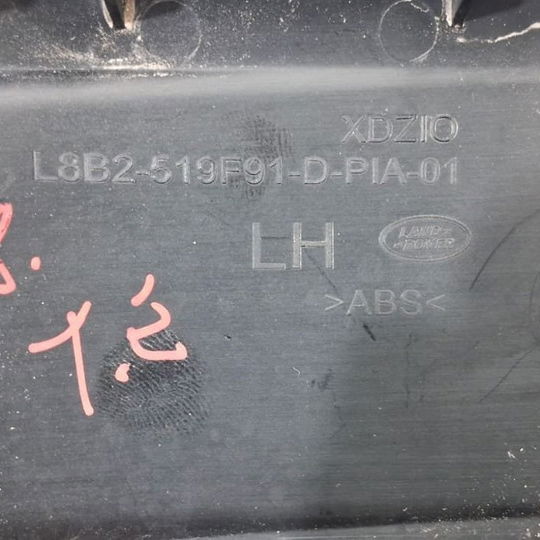 XDZIO
L8B2-519F91-D-PIA-01
LH
LAND-
-ROVER
>ABS<